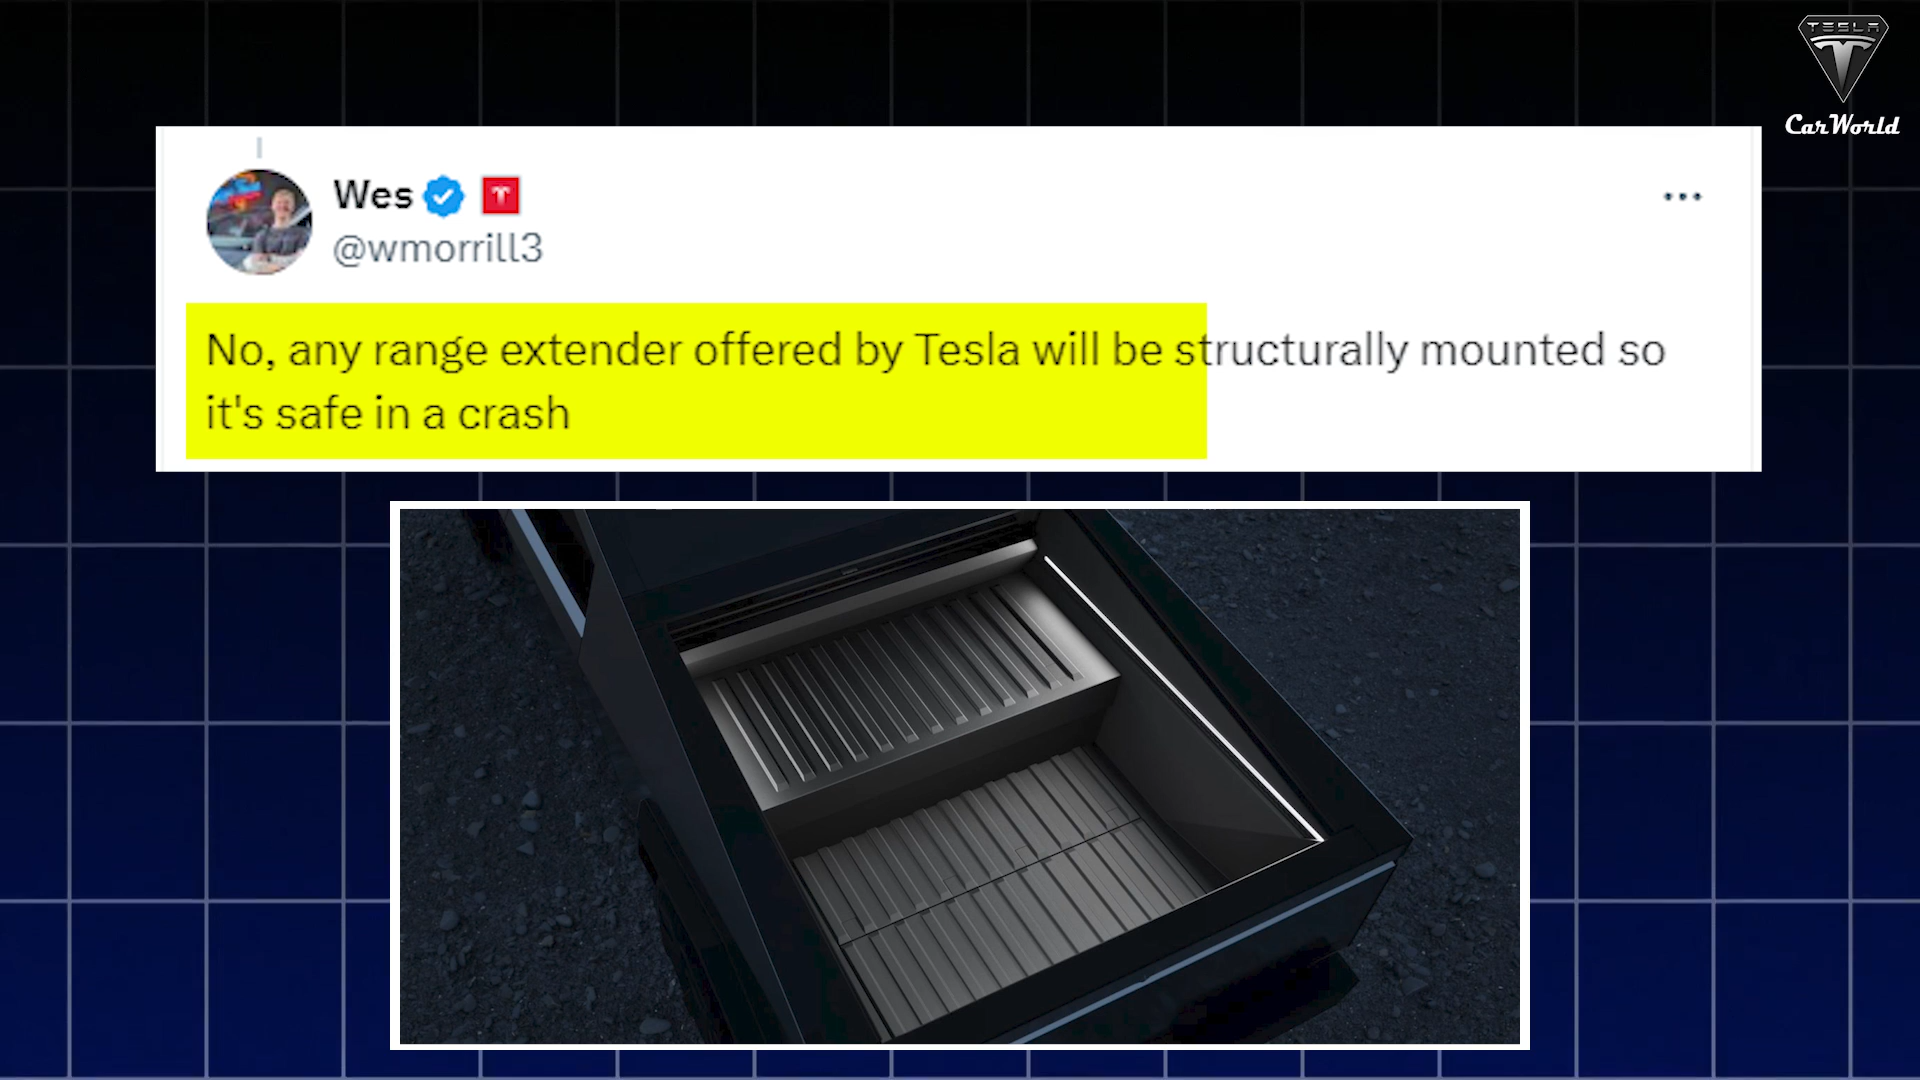 TESLA
CarWorld
Wes
@wmorrill3
No, any range extender offered by Tesla will be structurally mounted so
it's safe in a crash